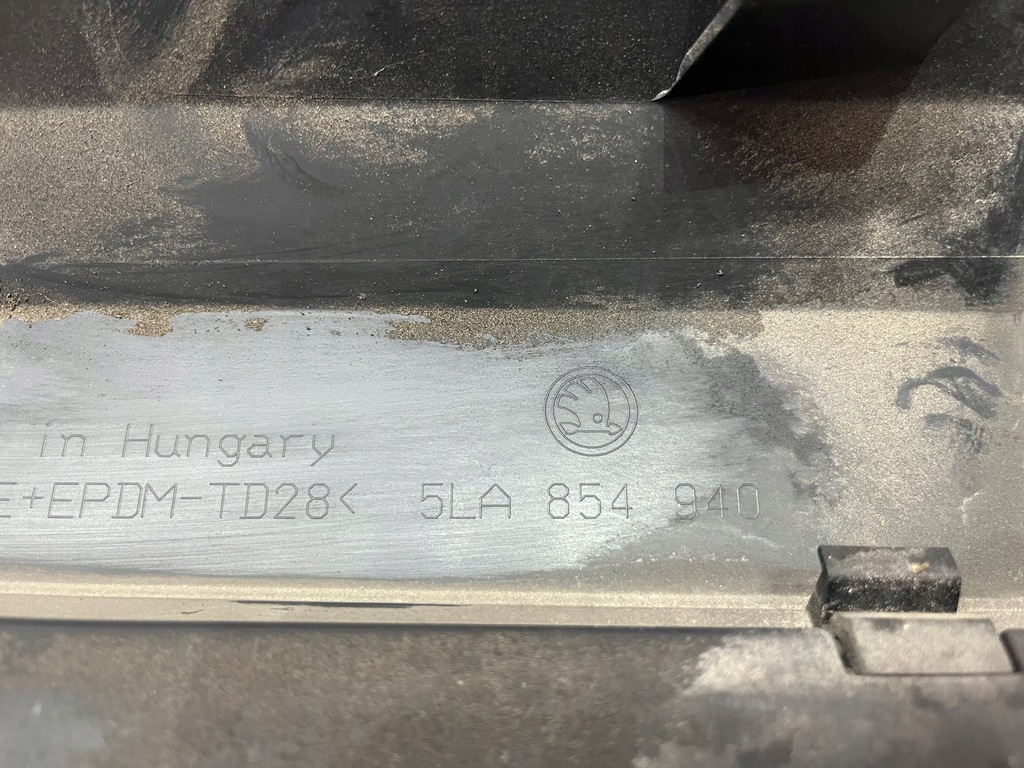 in Hungary
E+EPDM-TD28< 5LA 854 940